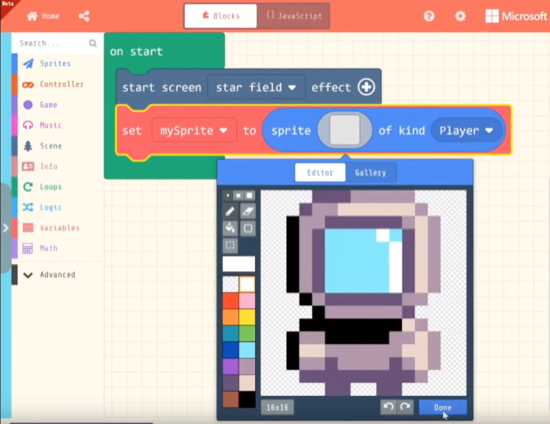 Beta
Home
Blocks
{} JavaScript
Microsoft
Search...
Sprites
Controller
Game
Music
Scene
Info
Loops
Logic
Variables
Math
Advanced
on start
start screen star field effect
set mySprite to sprite of kind Player
Editor Gallery
16x16
Done